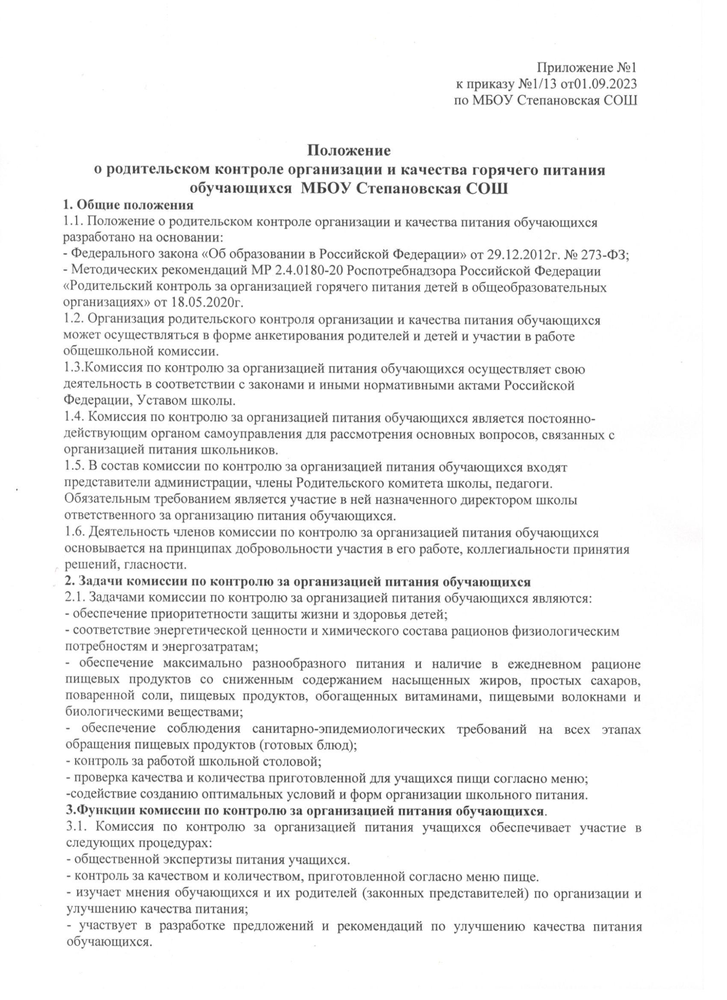 Приложение №1
к приказу №1/13 от01.09.2023
по МБОУ Степановская СОШ
Положение
о родительском контроле организации и качества горячего питания
обучающихся МБОУ Степановская СОШ
1. Общие положения
1.1. Положение о родительском контроле организации и качества питания обучающихся
разработано на основании:
- Федерального закона «Об образовании в Российской Федерации» от 29.12.2012г. № 273-ФЗ;
- Методических рекомендаций МР 2.4.0180-20 Роспотребнадзора Российской Федерации
«Родительский контроль за организацией горячего питания детей в общеобразовательных
организациях» от 18.05.2020г.
1.2. Организация родительского контроля организации и качества питания обучающихся
может осуществляться в форме анкетирования родителей и детей и участии в работе
общешкольной комиссии.
1.3.Комиссия по контролю за организацией питания обучающихся осуществляет свою
деятельность в соответствии с законами и иными нормативными актами Российской
Федерации, Уставом школы.
1.4. Комиссия по контролю за организацией питания обучающихся является постоянно-
действующим органом самоуправления для рассмотрения основных вопросов, связанных с
организацией питания школьников.
1.5. В состав комиссии по контролю за организацией питания обучающихся входят
представители администрации, члены Родительского комитета школы, педагоги.
Обязательным требованием является участие в ней назначенного директором школы
ответственного за организацию питания обучающихся.
1.6. Деятельность членов комиссии по контролю за организацией питания обучающихся
основывается на принципах добровольности участия в его работе, коллегиальности принятия
решений, гласности.
2. Задачи комиссии по контролю за организацией питания обучающихся
2.1. Задачами комиссии по контролю за организацией питания обучающихся являются:
- обеспечение приоритетности защиты жизни и здоровья детей;
- соответствие энергетической ценности и химического состава рационов физиологическим
потребностям и энергозатратам;
- обеспечение максимально разнообразного питания и наличие в ежедневном рационе
пищевых продуктов со сниженным содержанием насыщенных жиров, простых сахаров,
поваренной соли, пищевых продуктов, обогащенных витаминами, пищевыми волокнами и
биологическими веществами;
- обеспечение соблюдения санитарно-эпидемиологических требований на всех этапах
обращения пищевых продуктов (готовых блюд);
- контроль за работой школьной столовой;
- проверка качества и количества приготовленной для учащихся пищи согласно меню;
-содействие созданию оптимальных условий и форм организации школьного питания.
3.Функции комиссии по контролю за организацией питания обучающихся.
3.1. Комиссия по контролю за организацией питания учащихся обеспечивает участие в
следующих процедурах:
- общественной экспертизы питания учащихся.
- контроль за качеством и количеством, приготовленной согласно меню пище.
- изучает мнения обучающихся и их родителей (законных представителей) по организации и
улучшению качества питания;
- участвует в разработке предложений и рекомендаций по улучшению качества питания
обучающихся.